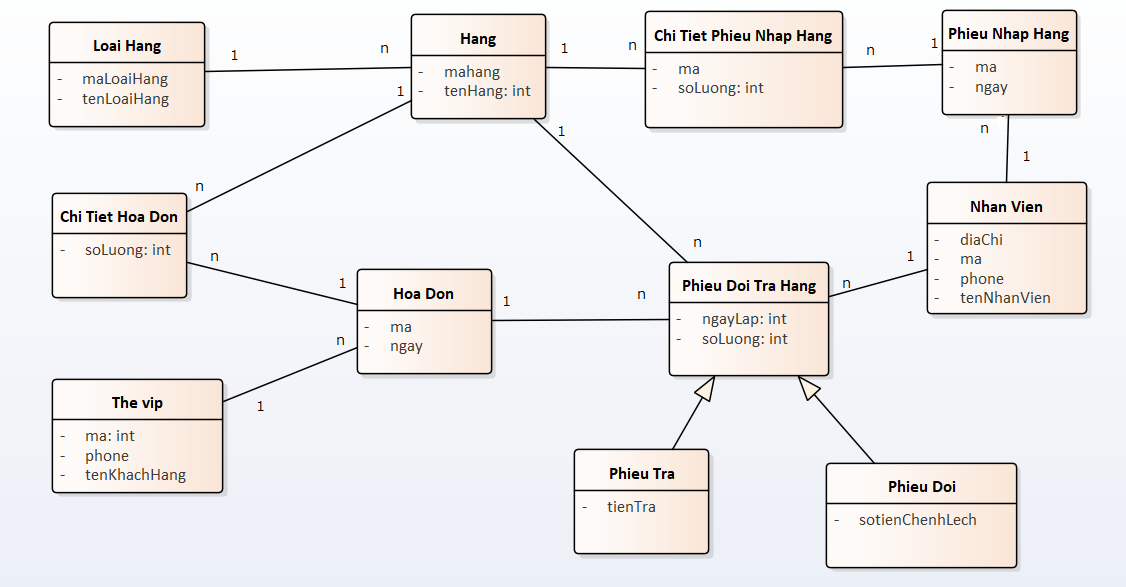 Loai Hang
- maLoaiHang
- tenLoaiHang
1
n
Hang
- mahang
- tenHang: int
1
n
Chi Tiet Phieu Nhap Hang
- ma
- soLuong: int
n
1
Phieu Nhap Hang
- ma
- ngay
n
1
1
n
1
n
Chi Tiet Hoa Don
- soLuong: int
n
1
Hoa Don
- ma
- ngay
1
n
Phieu Doi Tra Hang
- ngayLap: int
- soLuong: int
n
1
Nhan Vien
- diaChi
- ma
- phone
- tenNhanVien
n
1
The vip
- ma: int
- phone
- tenKhachHang
Phieu Tra
- tienTra
Phieu Doi
- sotienChenhLech